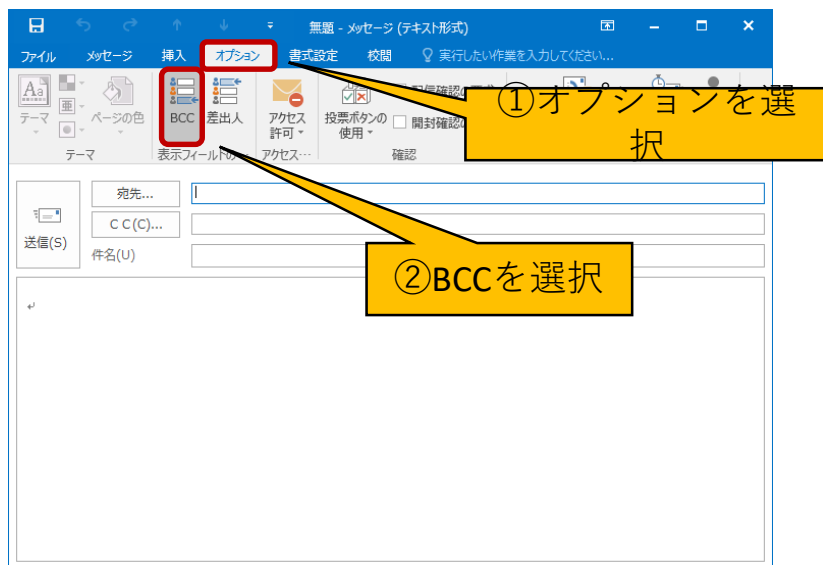 無題 - メッセージ (テキスト形式)
ファイル メッセージ 挿入 オプション 書式設定 校閲 実行したい作業を入力してください...
テーマ ページの色 BCC 差出人 アクセス許可 投票ボタンの使用 開封確認の
テーマ 表示フィールドの アクセス… 確認
①オプションを選
択
宛先...
C C (C)...
送信(S)
件名(U)
②BCCを選択